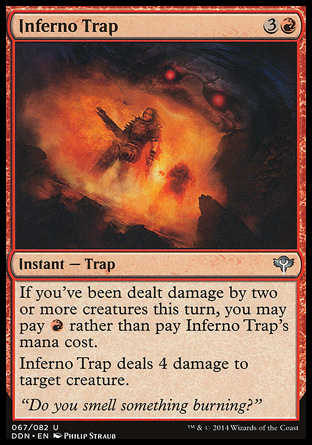 Inferno Trap 3
Instant — Trap
If you've been dealt damage by two
or more creatures this turn, you may
pay rather than pay Inferno Trap's
mana cost.
Inferno Trap deals 4 damage to
target creature.
"Do you smell something burning?"
067/082 U
DDN • EN Philip Straub
™ & © 2014 Wizards of the Coast